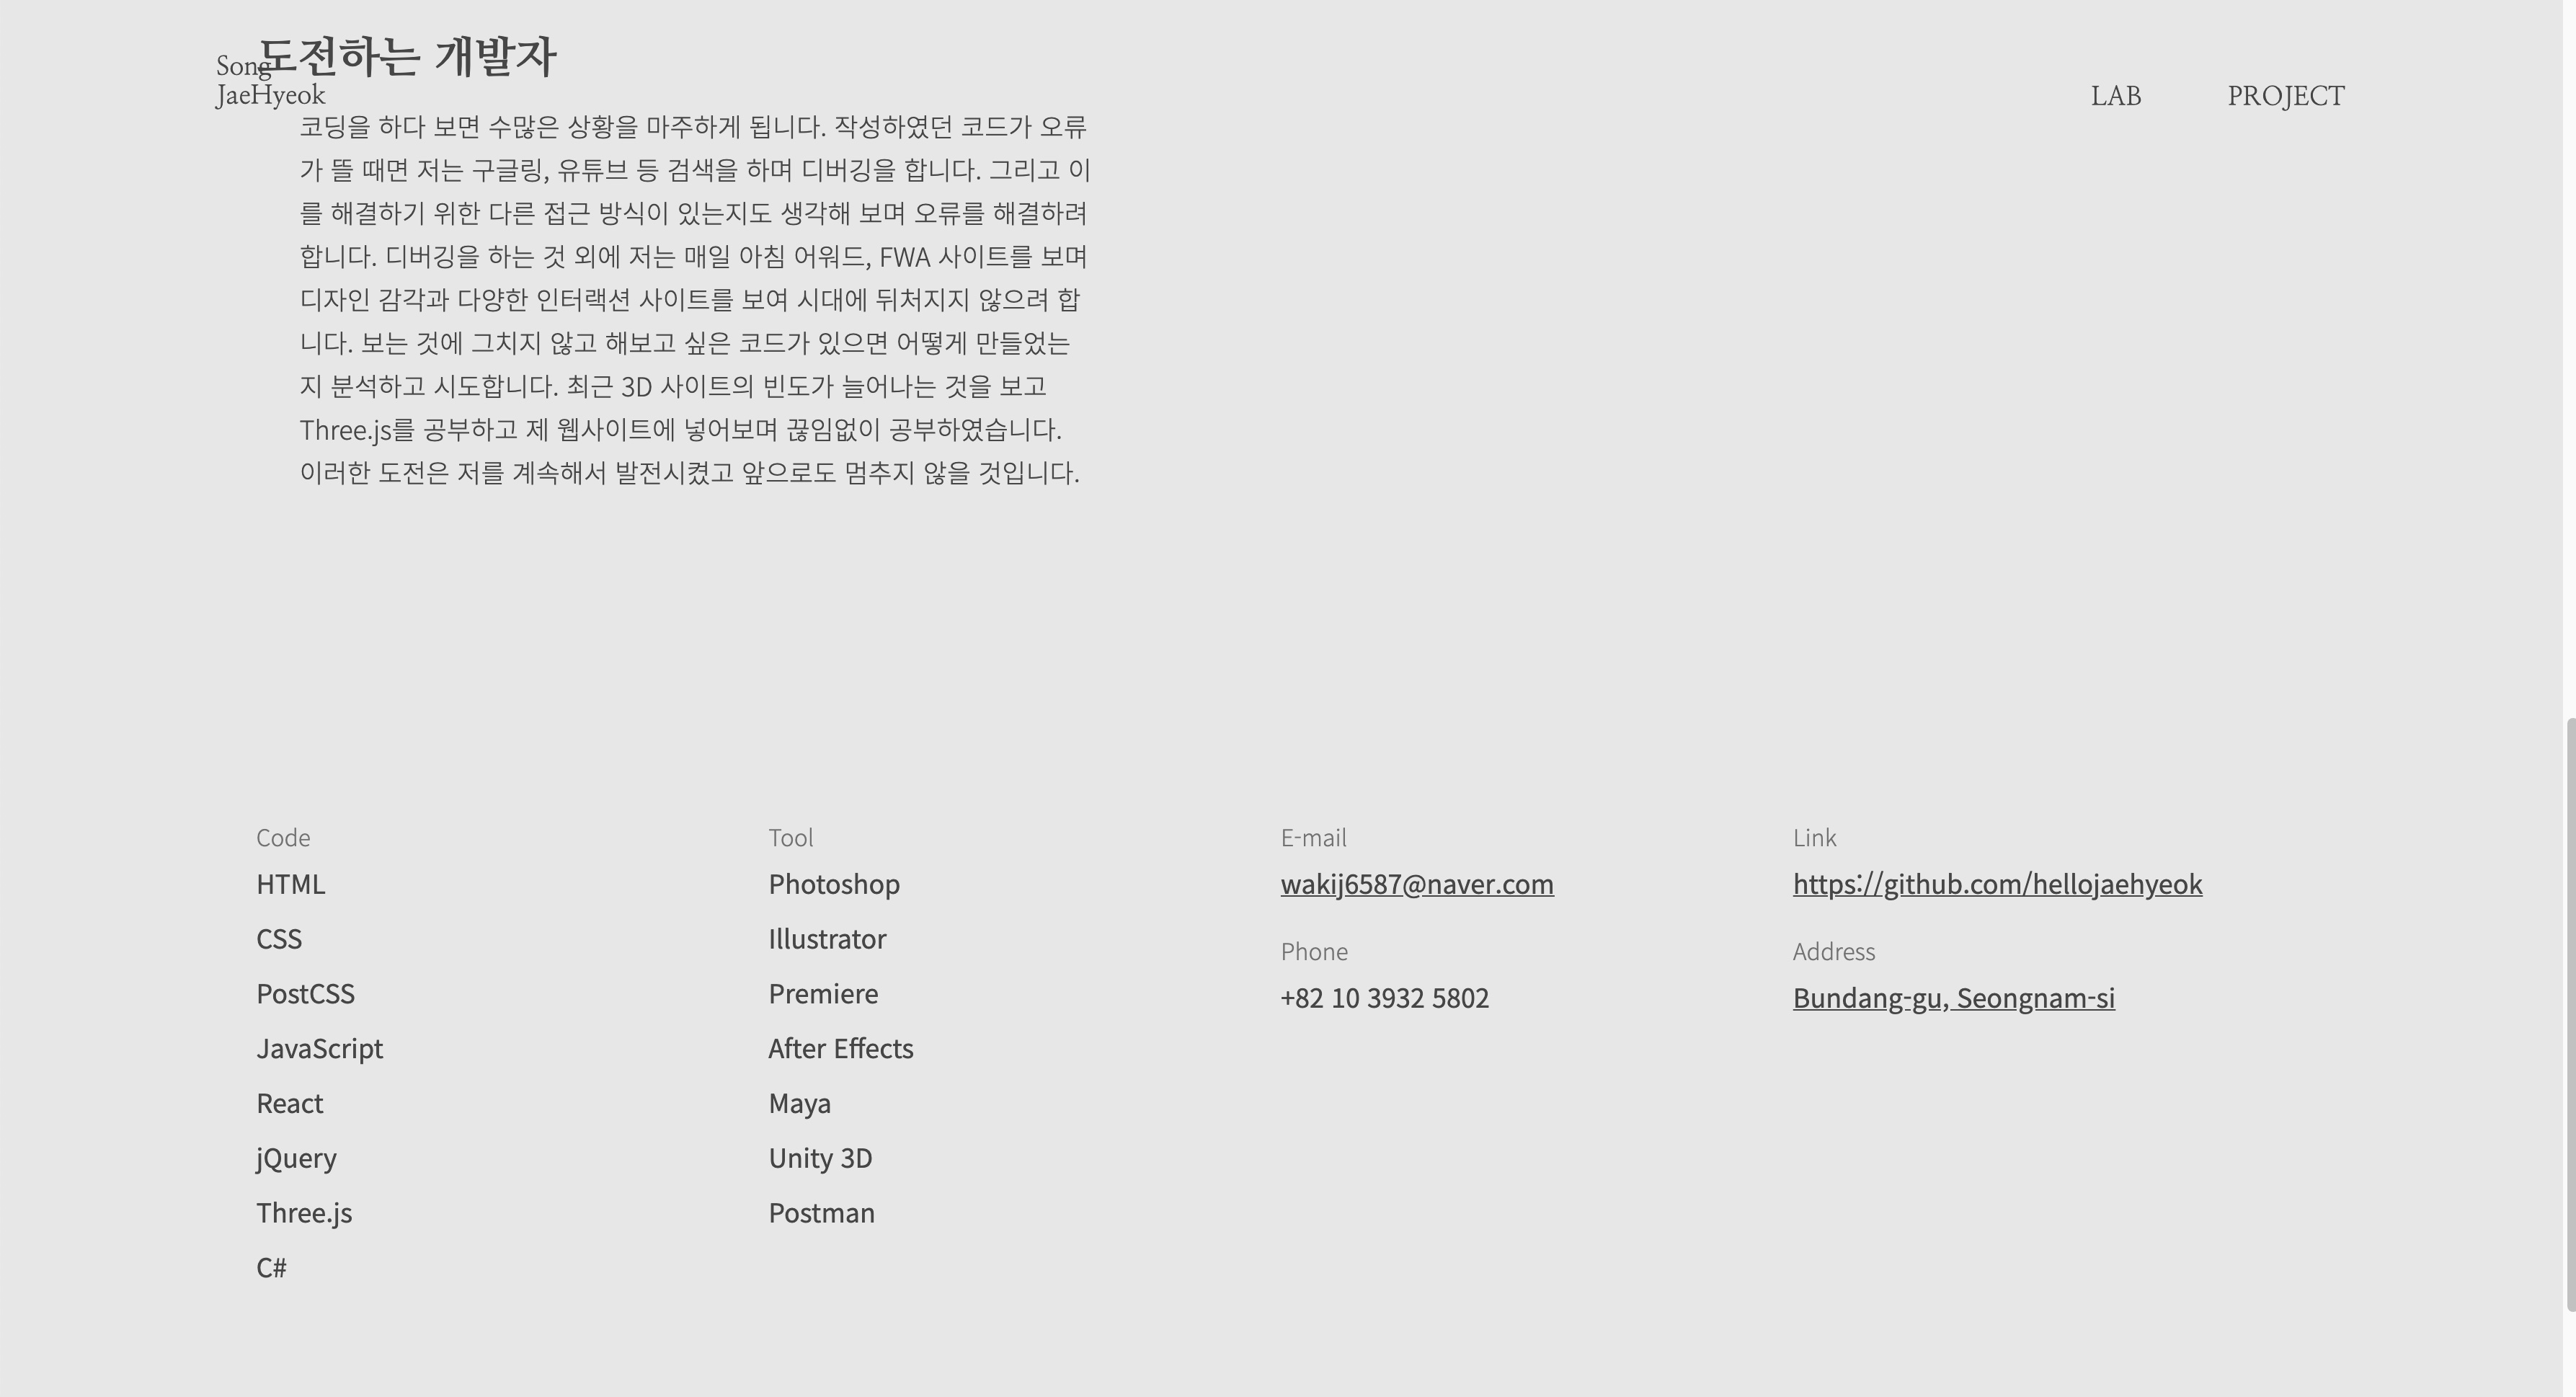 도전하는 개발자
Song
JaeHyeok
LAB
PROJECT
코딩을 하다 보면 수많은 상황을 마주하게 됩니다. 작성하였던 코드가 오류
가 뜰 때면 저는 구글링, 유튜브 등 검색을 하며 디버깅을 합니다. 그리고 이
를 해결하기 위한 다른 접근 방식이 있는지도 생각해 보며 오류를 해결하려
합니다. 디버깅을 하는 것 외에 저는 매일 아침 어워드, FWA 사이트를 보며
디자인 감각과 다양한 인터랙션 사이트를 보여 시대에 뒤처지지 않으려 합
니다. 보는 것에 그치지 않고 해보고 싶은 코드가 있으면 어떻게 만들었는
지 분석하고 시도합니다. 최근 3D 사이트의 빈도가 늘어나는 것을 보고
Three.js를 공부하고 제 웹사이트에 넣어보며 끊임없이 공부하였습니다.
이러한 도전은 저를 계속해서 발전시켰고 앞으로도 멈추지 않을 것입니다.
Code
HTML
CSS
PostCSS
JavaScript
React
jQuery
Three.js
C#
Tool
Photoshop
Illustrator
Premiere
After Effects
Maya
Unity 3D
Postman
E-mail
wakij6587@naver.com
Phone
+82 10 3932 5802
Link
https://github.com/hellojaehyeok
Address
Bundang-gu, Seongnam-si